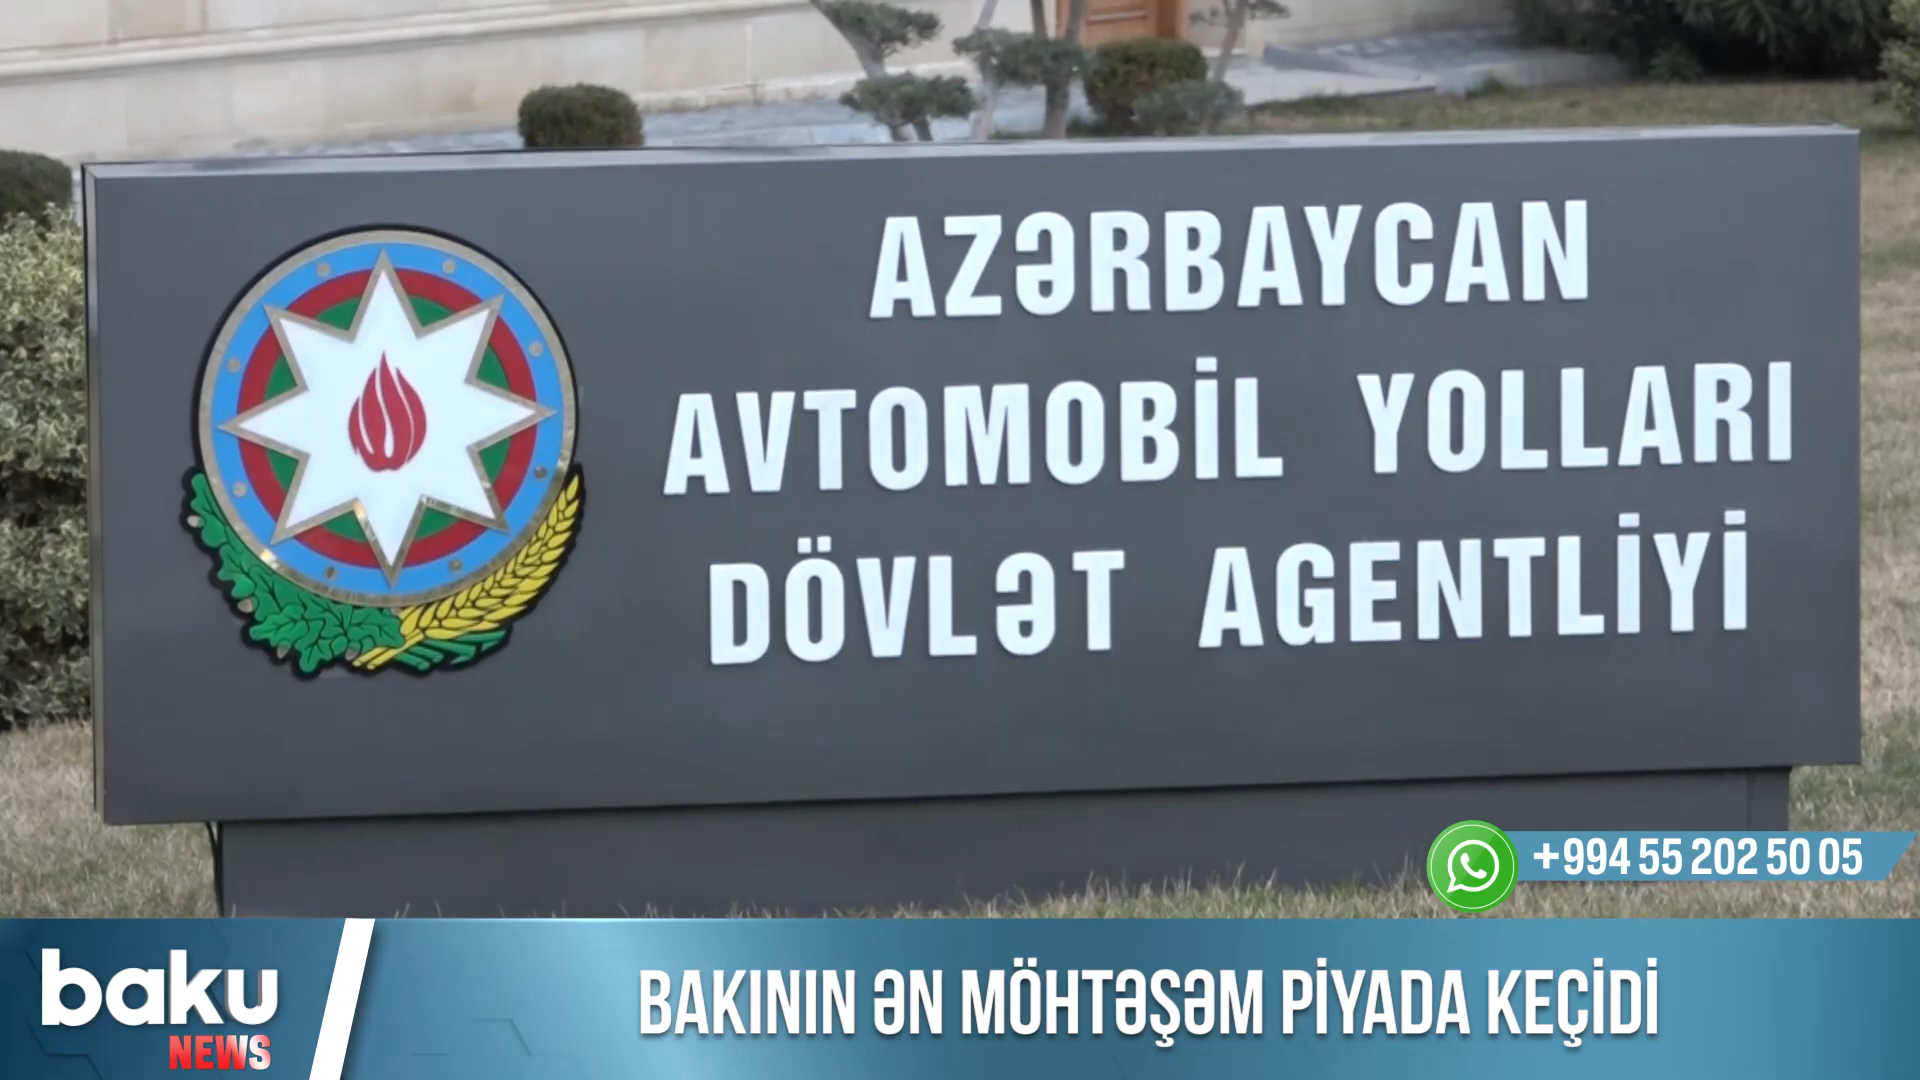 AZƏRBAYCAN
AVTOMOBİL YOLLARI
DÖVLƏT AGENTLİYİ
+994 55 202 50 05
baku
NEWS
BAKININ ƏN MÖHTƏŞƏM PİYADA KEÇİDİ